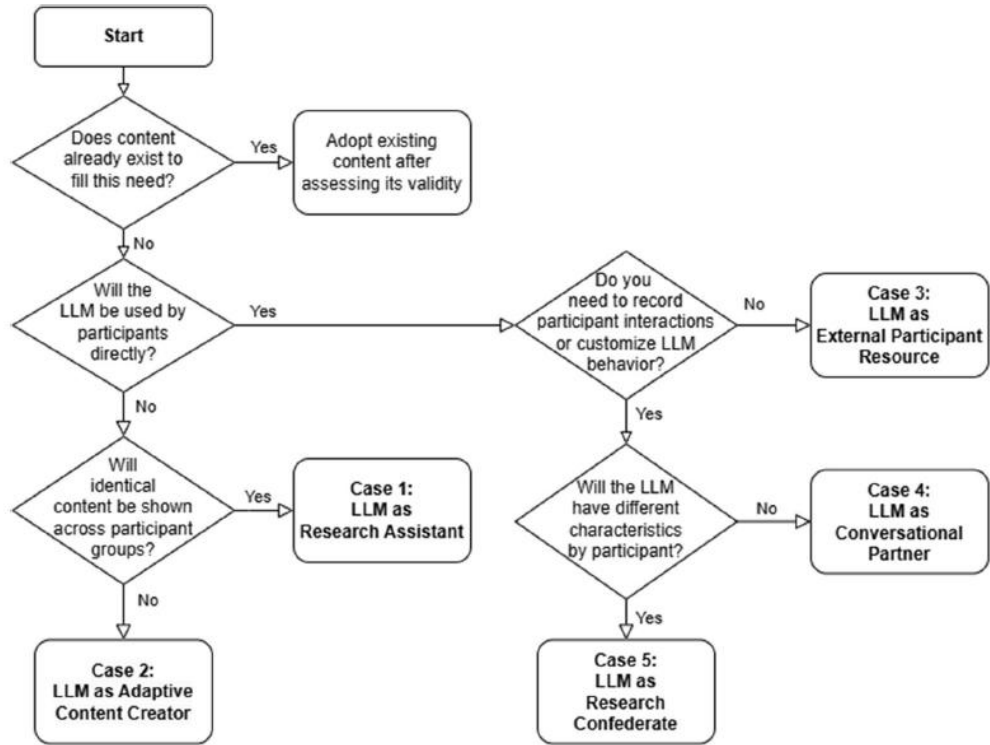 Start
Does content
already exist to
fill this need?
Yes
Adopt existing
content after
assessing its validity
No
Will the
LLM be used by
participants
directly?
Yes
Do you
need to record
participant interactions
or customize LLM
behavior?
No
Case 3:
LLM as
External Participant
Resource
No
Yes
Will
identical
content be shown
across participant
groups?
Yes
Case 1:
LLM as
Research Assistant
Will the LLM
have different
characteristics
by participant?
No
Case 4:
LLM as
Conversational
Partner
No
Yes
Case 2:
LLM as Adaptive
Content Creator
Case 5:
LLM as
Research
Confederate